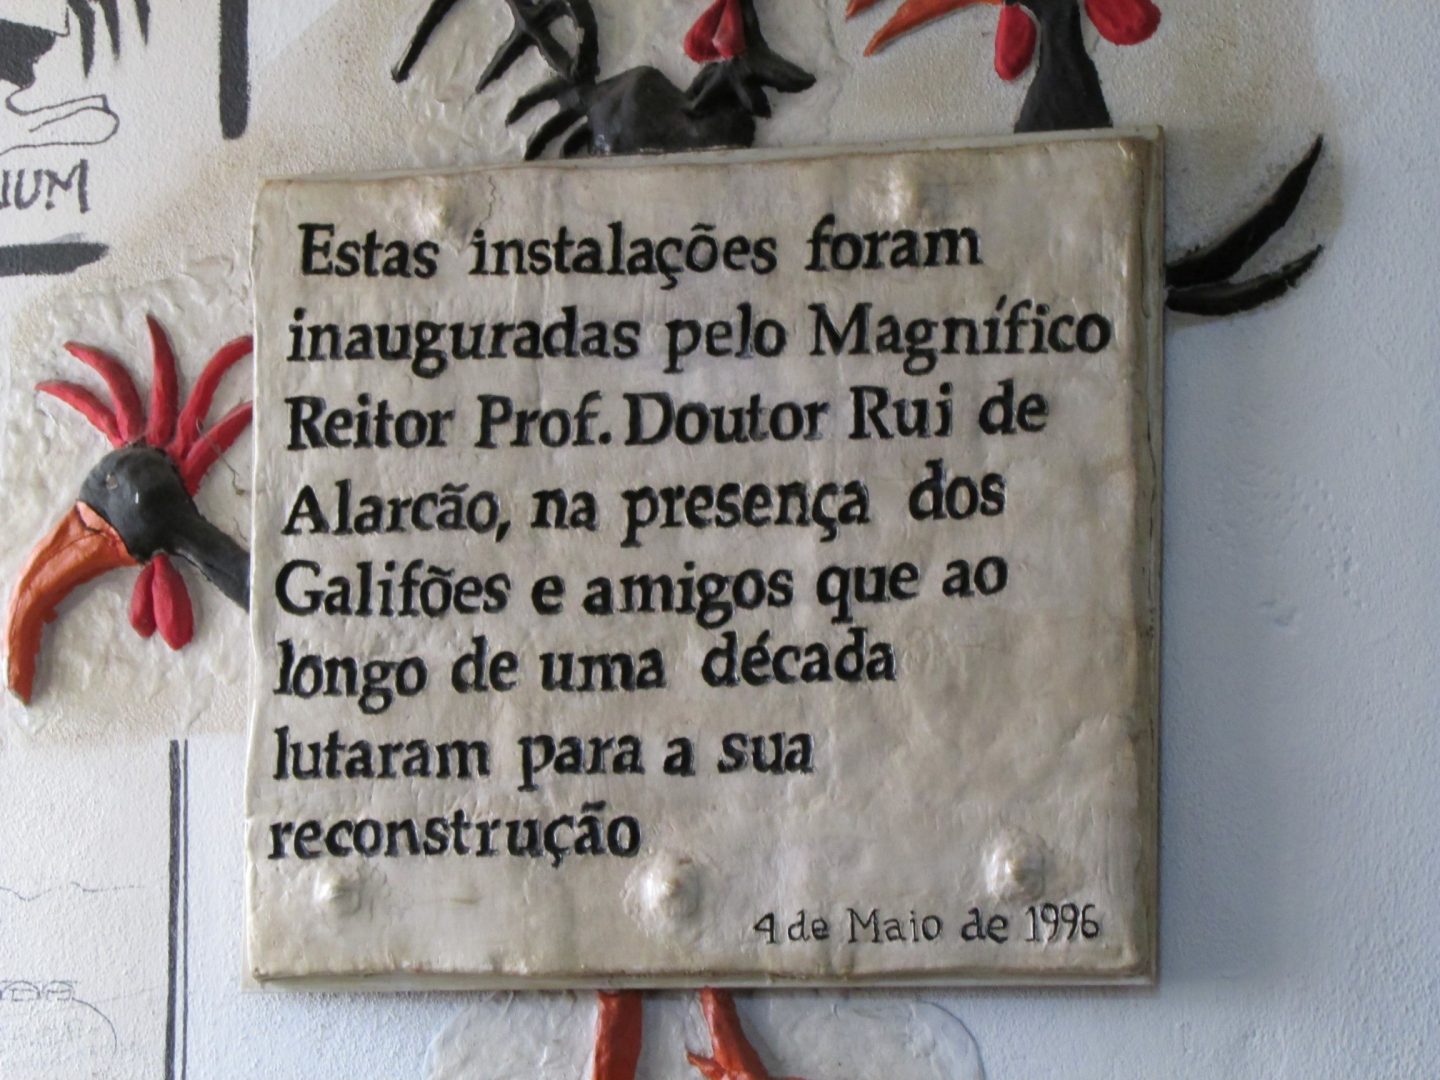 IUM
Estas instalações foram
inauguradas pelo Magnífico
Reitor Prof. Doutor Rui de
Alarcão, na presença dos
Galifões e amigos que ao
longo de uma década
lutaram para a sua
reconstrução
4 de Maio de 1996